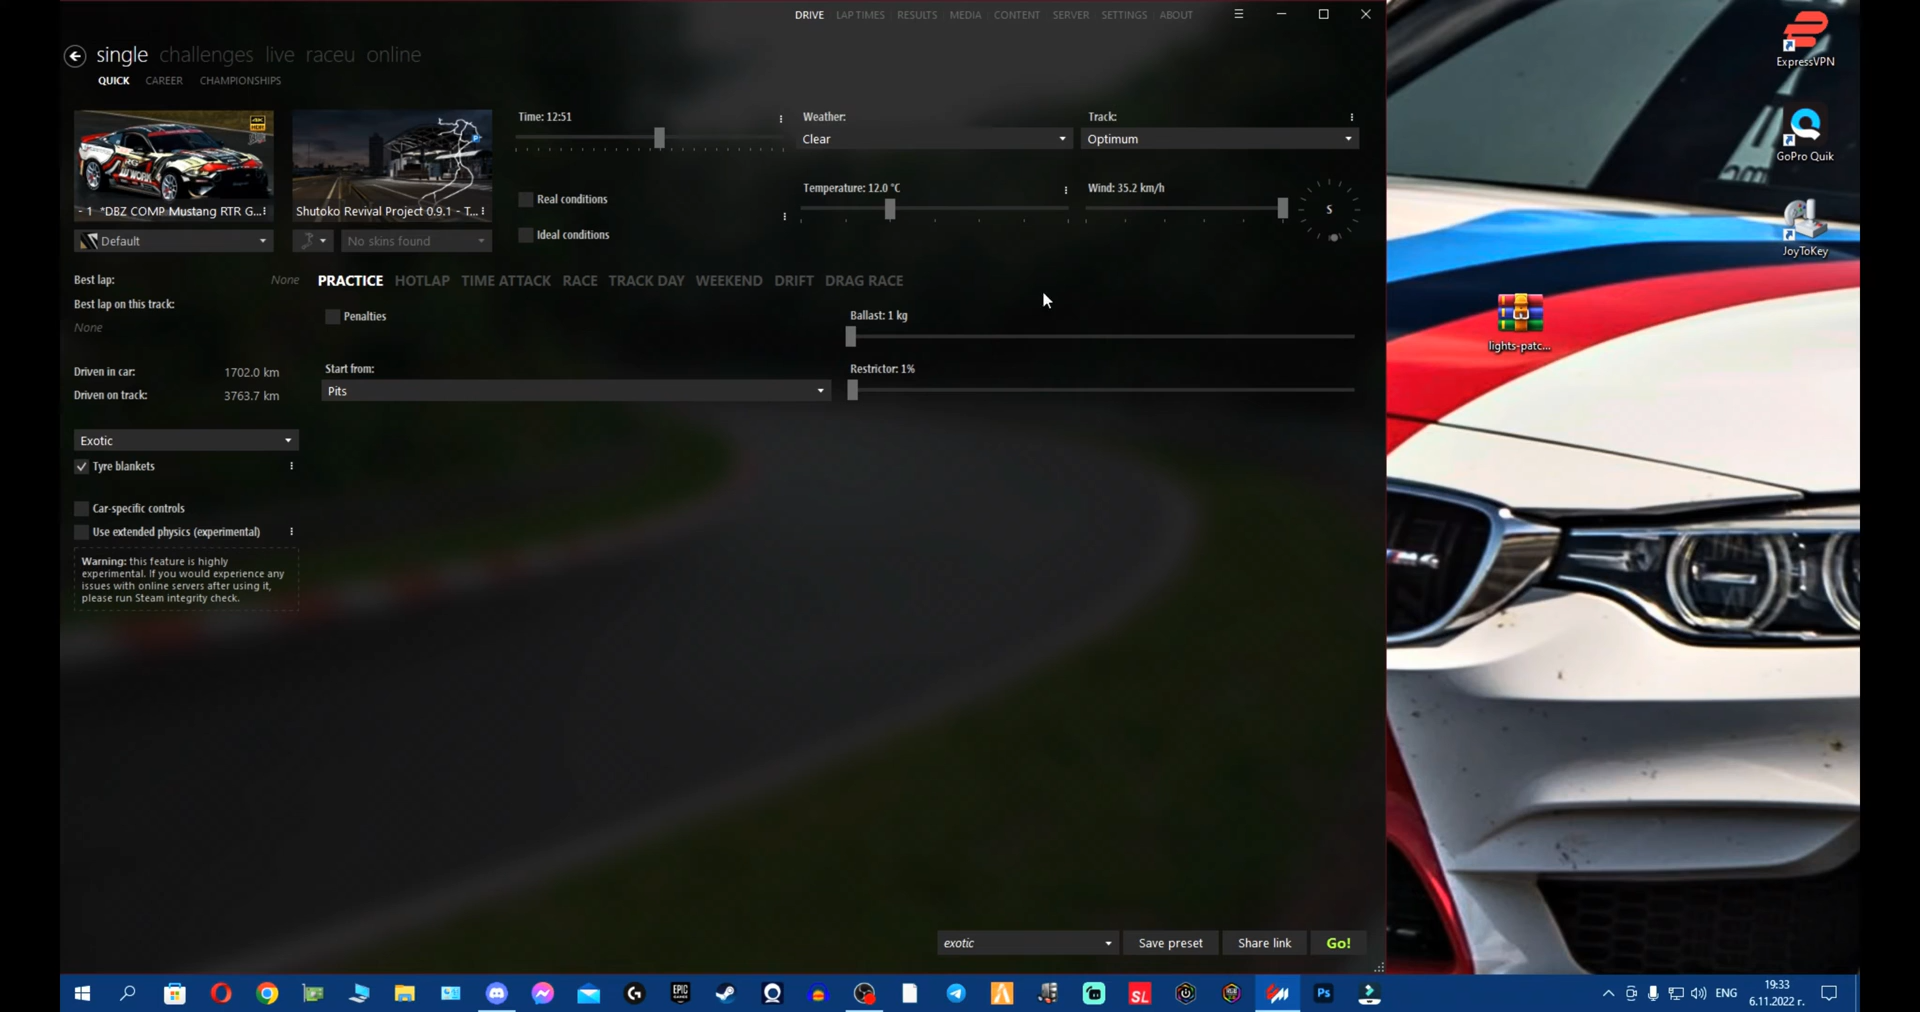 DRIVE LAP TIMES RESULTS MEDIA CONTENT SERVER SETTINGS ABOUT
single challenges live raceu online
QUICK CAREER CHAMPIONSHIPS
- 1 *DBZ COMP Mustang RTR G...
Shutoko Revival Project 0.9.1 - T...
Default
No skins found
Time: 12:51
Real conditions
Ideal conditions
Weather:
Clear
Track:
Optimum
Temperature: 12.0 °C
Wind: 35.2 km/h
S
Best lap: None
Best lap on this track:
None
Driven in car: 1702.0 km
Driven on track: 3763.7 km
PRACTICE HOTLAP TIME ATTACK RACE TRACK DAY WEEKEND DRIFT DRAG RACE
Penalties
Ballast: 1 kg
Start from:
Pits
Restrictor: 1%
Exotic
Tyre blankets
Car-specific controls
Use extended physics (experimental)
Warning: this feature is highly
experimental. If you would experience any
issues with online servers after using it,
please run Steam integrity check.
exotic
Save preset
Share link
Go!
ExpressVPN
GoPro Quik
JoyToKey
lights-patc...
EPIC
SL
Ps
ENG
19:33
6.11.2022 г.